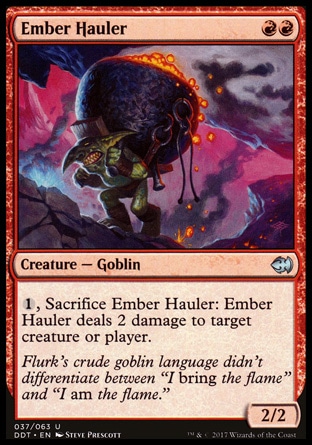 Ember Hauler
Creature — Goblin
1, Sacrifice Ember Hauler: Ember
Hauler deals 2 damage to target
creature or player.
Flurk's crude goblin language didn't
differentiate between "I bring the flame"
and "I am the flame."
2/2
037/063 U
DDT • EN Steve Prescott
™ & © 2017 Wizards of the Coast